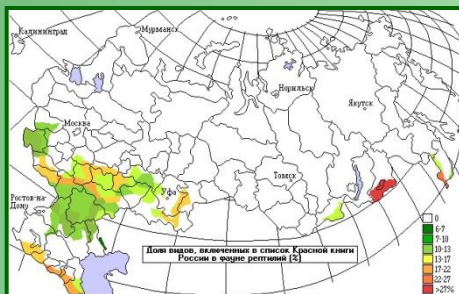 Калининград
Мурманск
Москва
Норильск
Якутск
Ростов-на-
Дону
Уфа
Томск
Доля видов, включенных в список Красной книги
России в фауне рептилий (%)
0
6-7
7-10
10-13
13-17
17-22
22-27
>27%